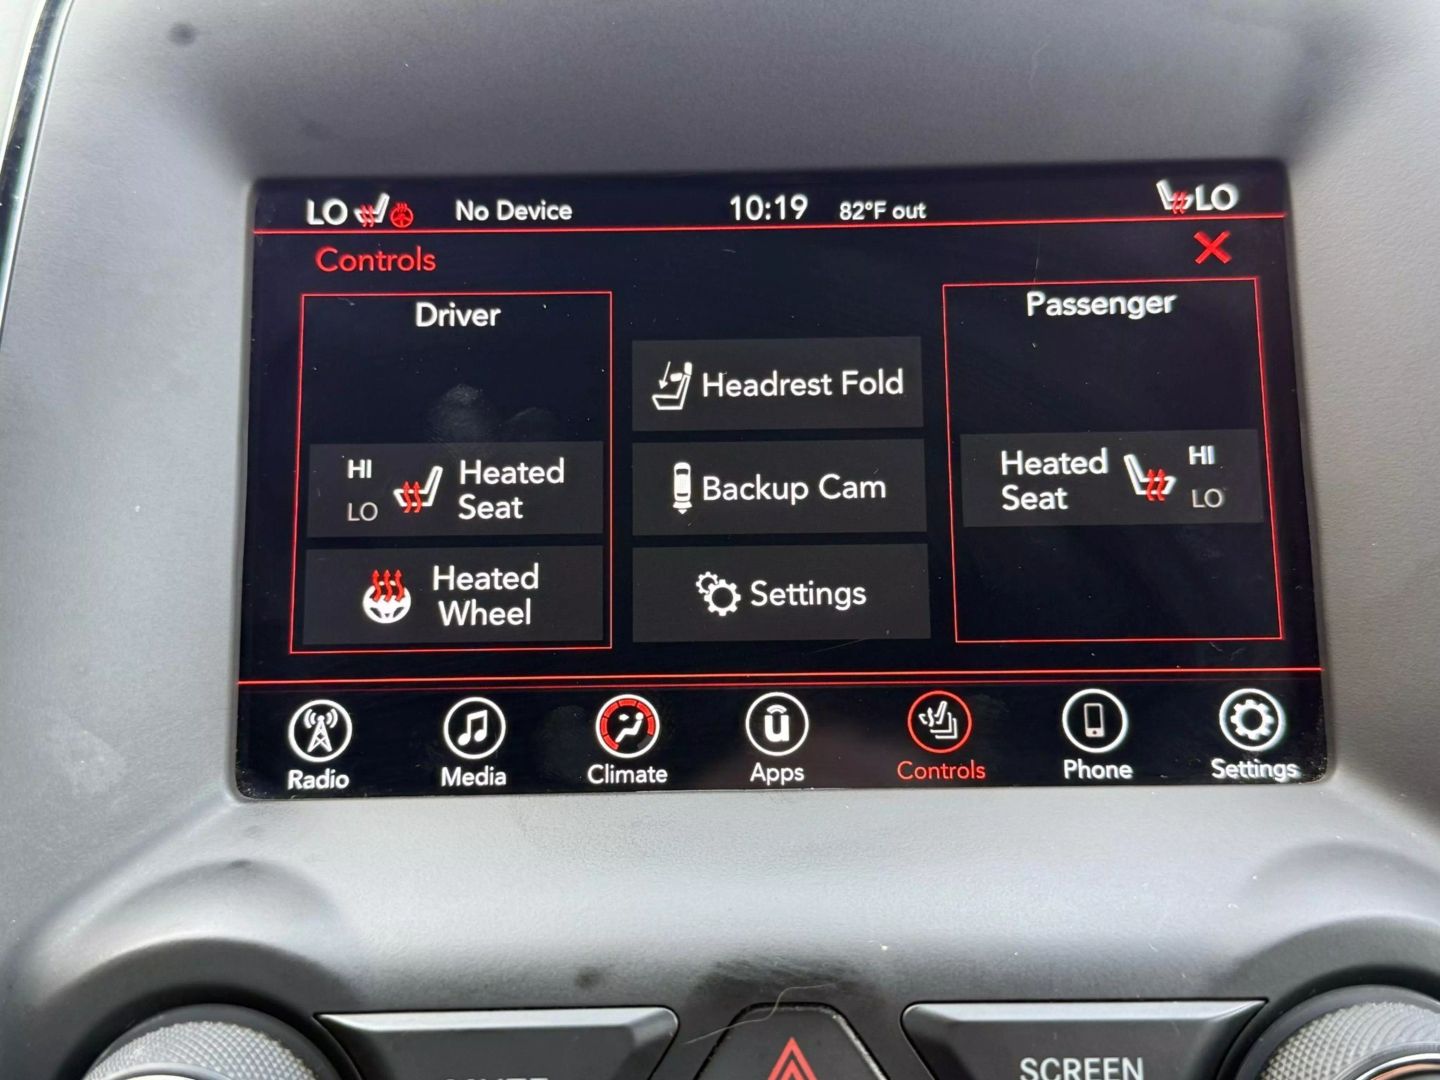 LO No Device 10:19 82°F out LO
Controls
Driver
Passenger
Headrest Fold
HI
LO
Heated
Seat
Backup Cam
Heated
Seat
HI
LO
Heated
Wheel
Settings
Radio Media Climate Apps Controls Phone Settings
SCREEN